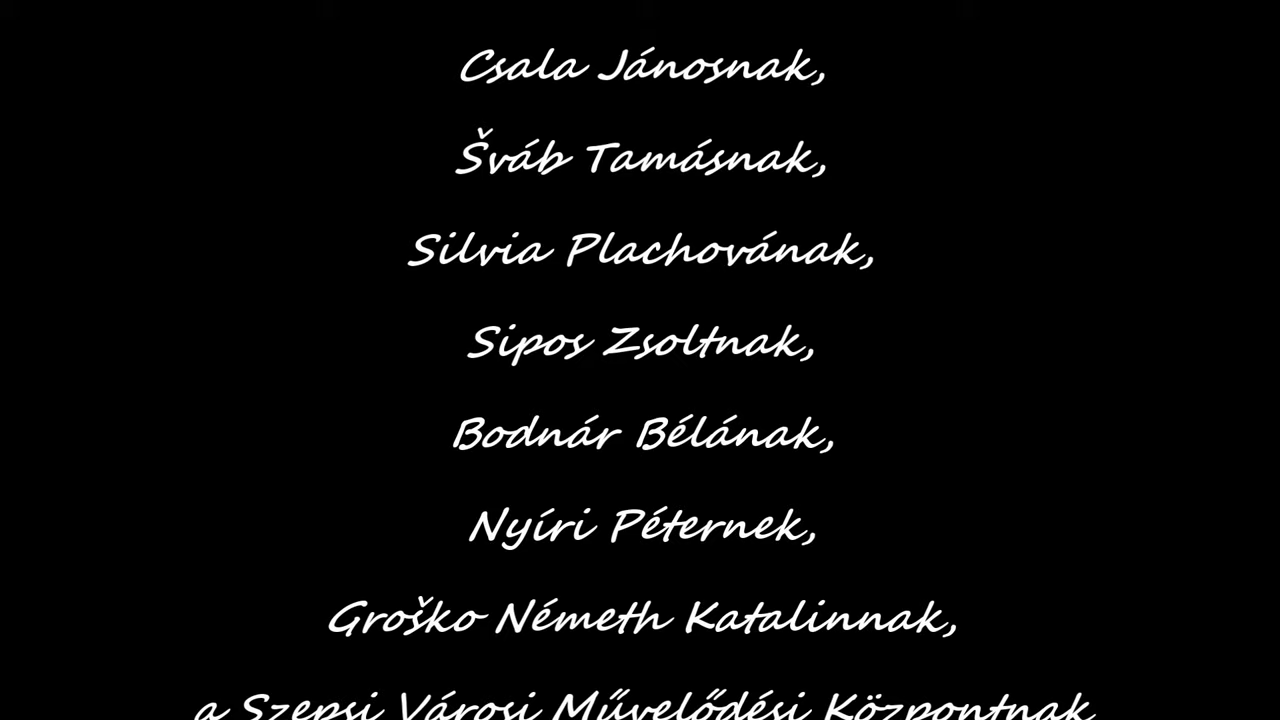 Csala Jánosnak,
Šváb Tamásnak,
Silvia Plachovának,
Sipos Zsoltnak,
Bodnár Bélának,
Nyíri Péternek,
Groško Németh Katalinnak,
a Szepsi Városi Művelődési Központnak